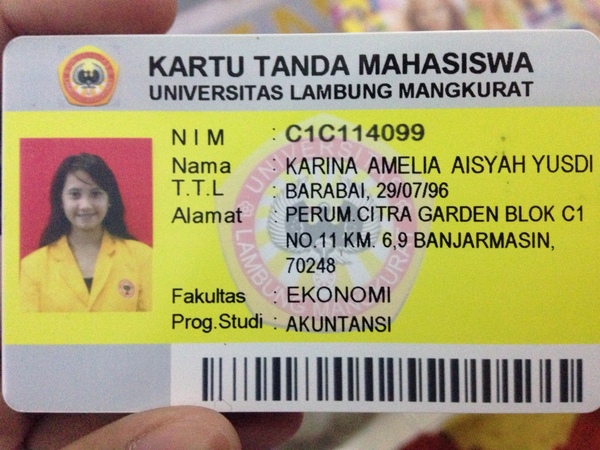 KARTU TANDA MAHASISWA
UNIVERSITAS LAMBUNG MANGKURAT
NIM : C1C114099
Nama : KARINA AMELIA AISYAH YUSDI
T.T.L : BARABAI, 29/07/96
Alamat : PERUM.CITRA GARDEN BLOK C1
NO.11 KM. 6,9 BANJARMASIN,
70248
Fakultas : EKONOMI
Prog.Studi : AKUNTANSI